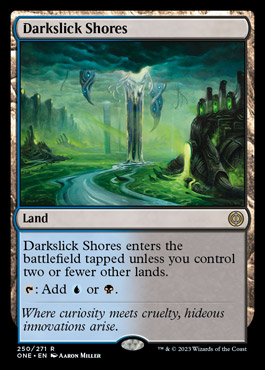 Darkslick Shores
Land
Darkslick Shores enters the
battlefield tapped unless you control
two or fewer other lands.
: Add or .
Where curiosity meets cruelty, hideous
innovations arise.
250/271 R
ONE • EN Aaron Miller
™ & © 2023 Wizards of the Coast